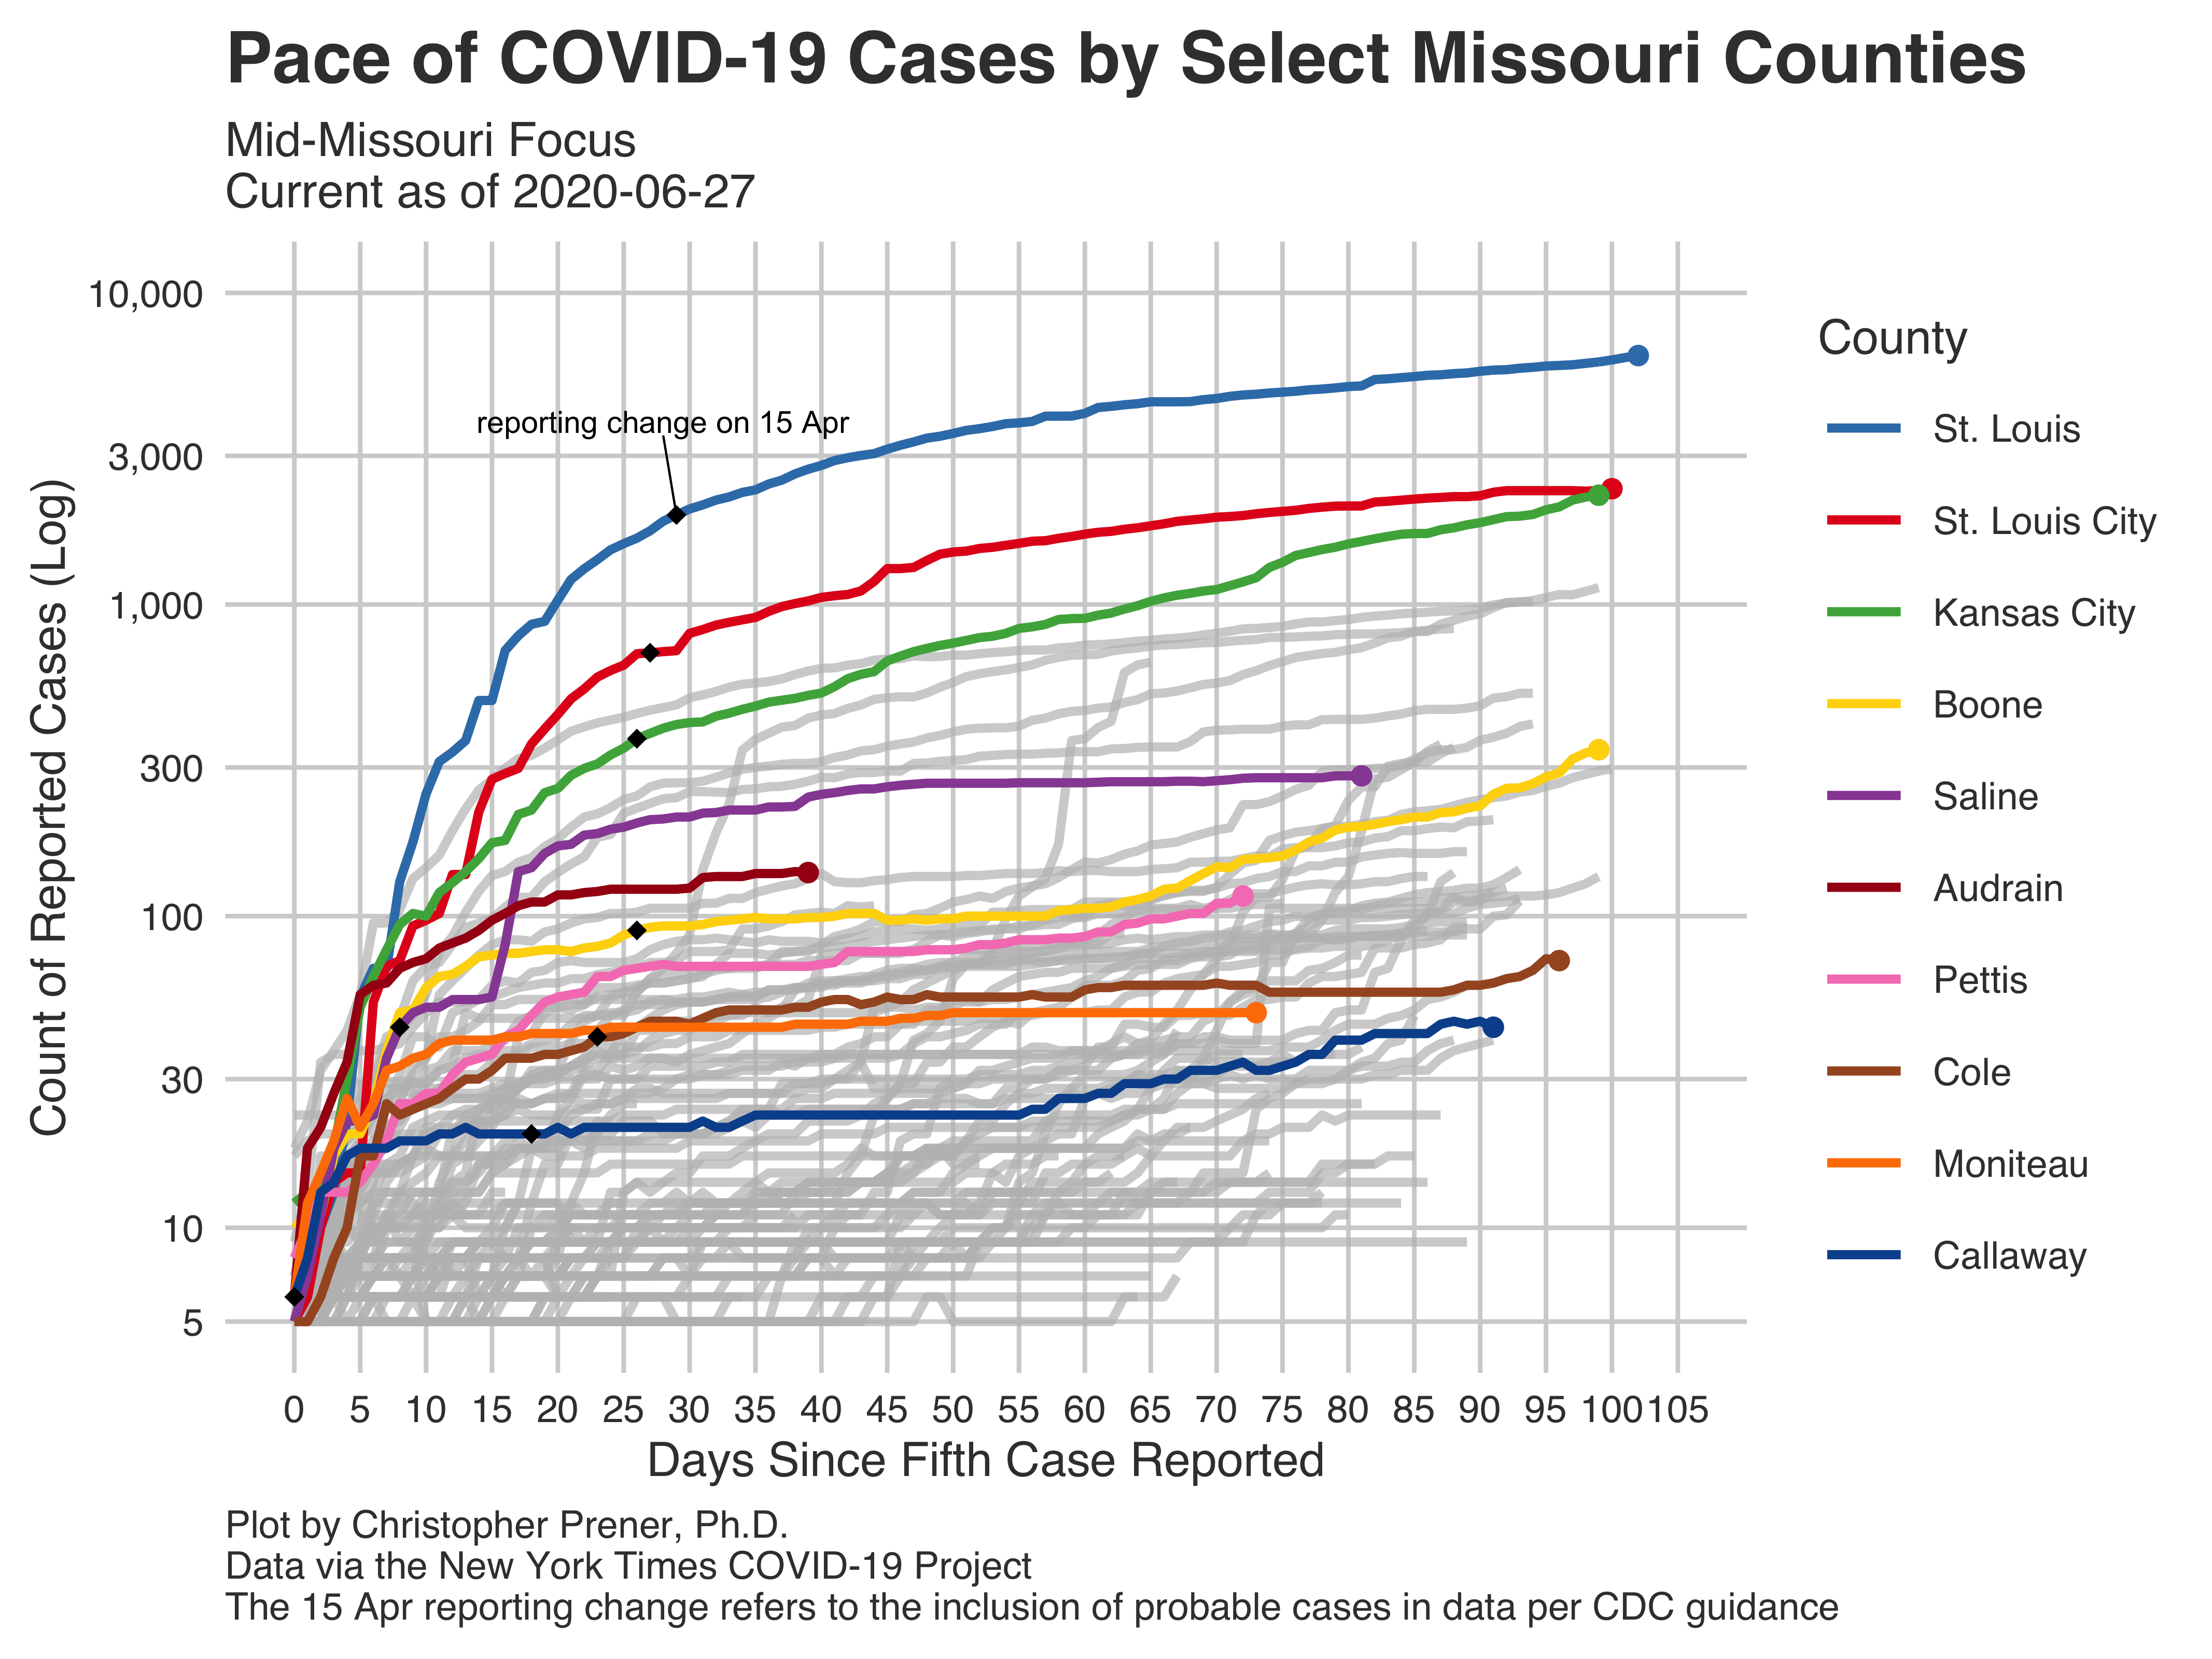 Pace of COVID-19 Cases by Select Missouri Counties
Mid-Missouri Focus
Current as of 2020-06-27
10,000
3,000
1,000
300
100
30
10
5
Count of Reported Cases (Log)
reporting change on 15 Apr
0 5 10 15 20 25 30 35 40 45 50 55 60 65 70 75 80 85 90 95 100 105
Days Since Fifth Case Reported
County
St. Louis
St. Louis City
Kansas City
Boone
Saline
Audrain
Pettis
Cole
Moniteau
Callaway
Plot by Christopher Prener, Ph.D.
Data via the New York Times COVID-19 Project
The 15 Apr reporting change refers to the inclusion of probable cases in data per CDC guidance